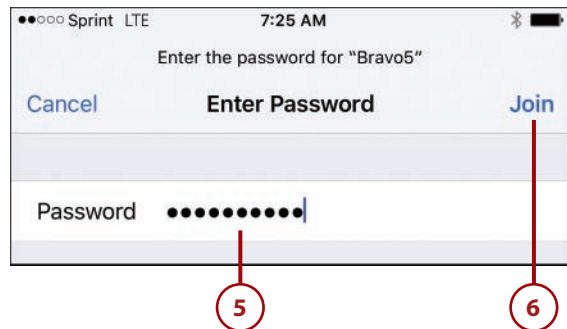 ●●○○○ Sprint LTE 7:25 AM
Enter the password for “Bravo5”
Cancel Enter Password Join
Password ●●●●●●●●●●
5 6